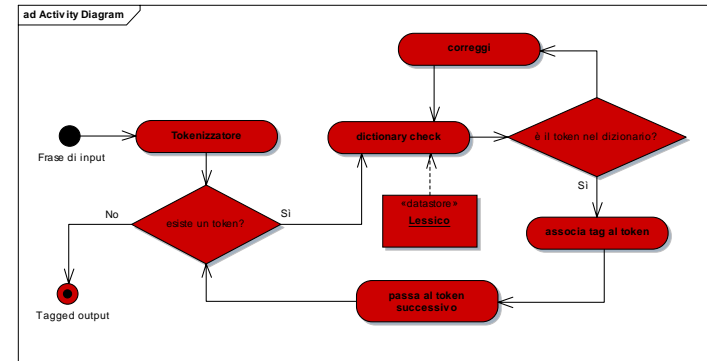 ad Activity Diagram
correggi
Tokenizzatore
dictionary check
è il token nel dizionario?
Frase di input
Sì
«datastore»
Lessico
No
esiste un token?
Sì
associa tag al token
passa al token
successivo
Tagged output